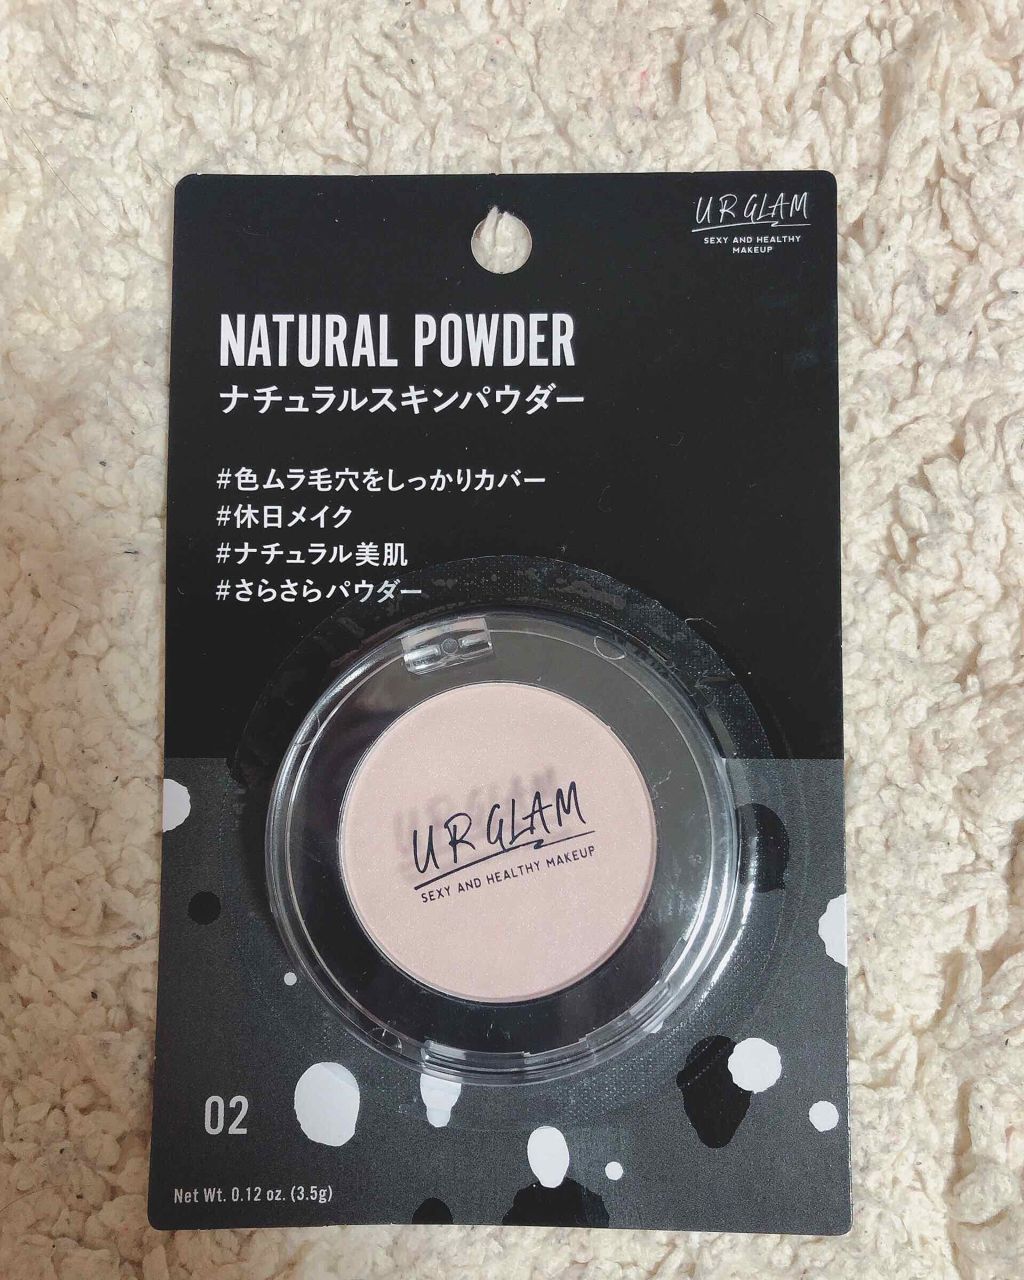 UR GLAM
SEXY AND HEALTHY
MAKEUP
NATURAL POWDER
ナチュラルスキンパウダー
#色ムラ毛穴をしっかりカバー
#休日メイク
#ナチュラル美肌
#さらさらパウダー
UR GLAM
SEXY AND HEALTHY MAKEUP
02
Net Wt. 0.12 oz. (3.5g)